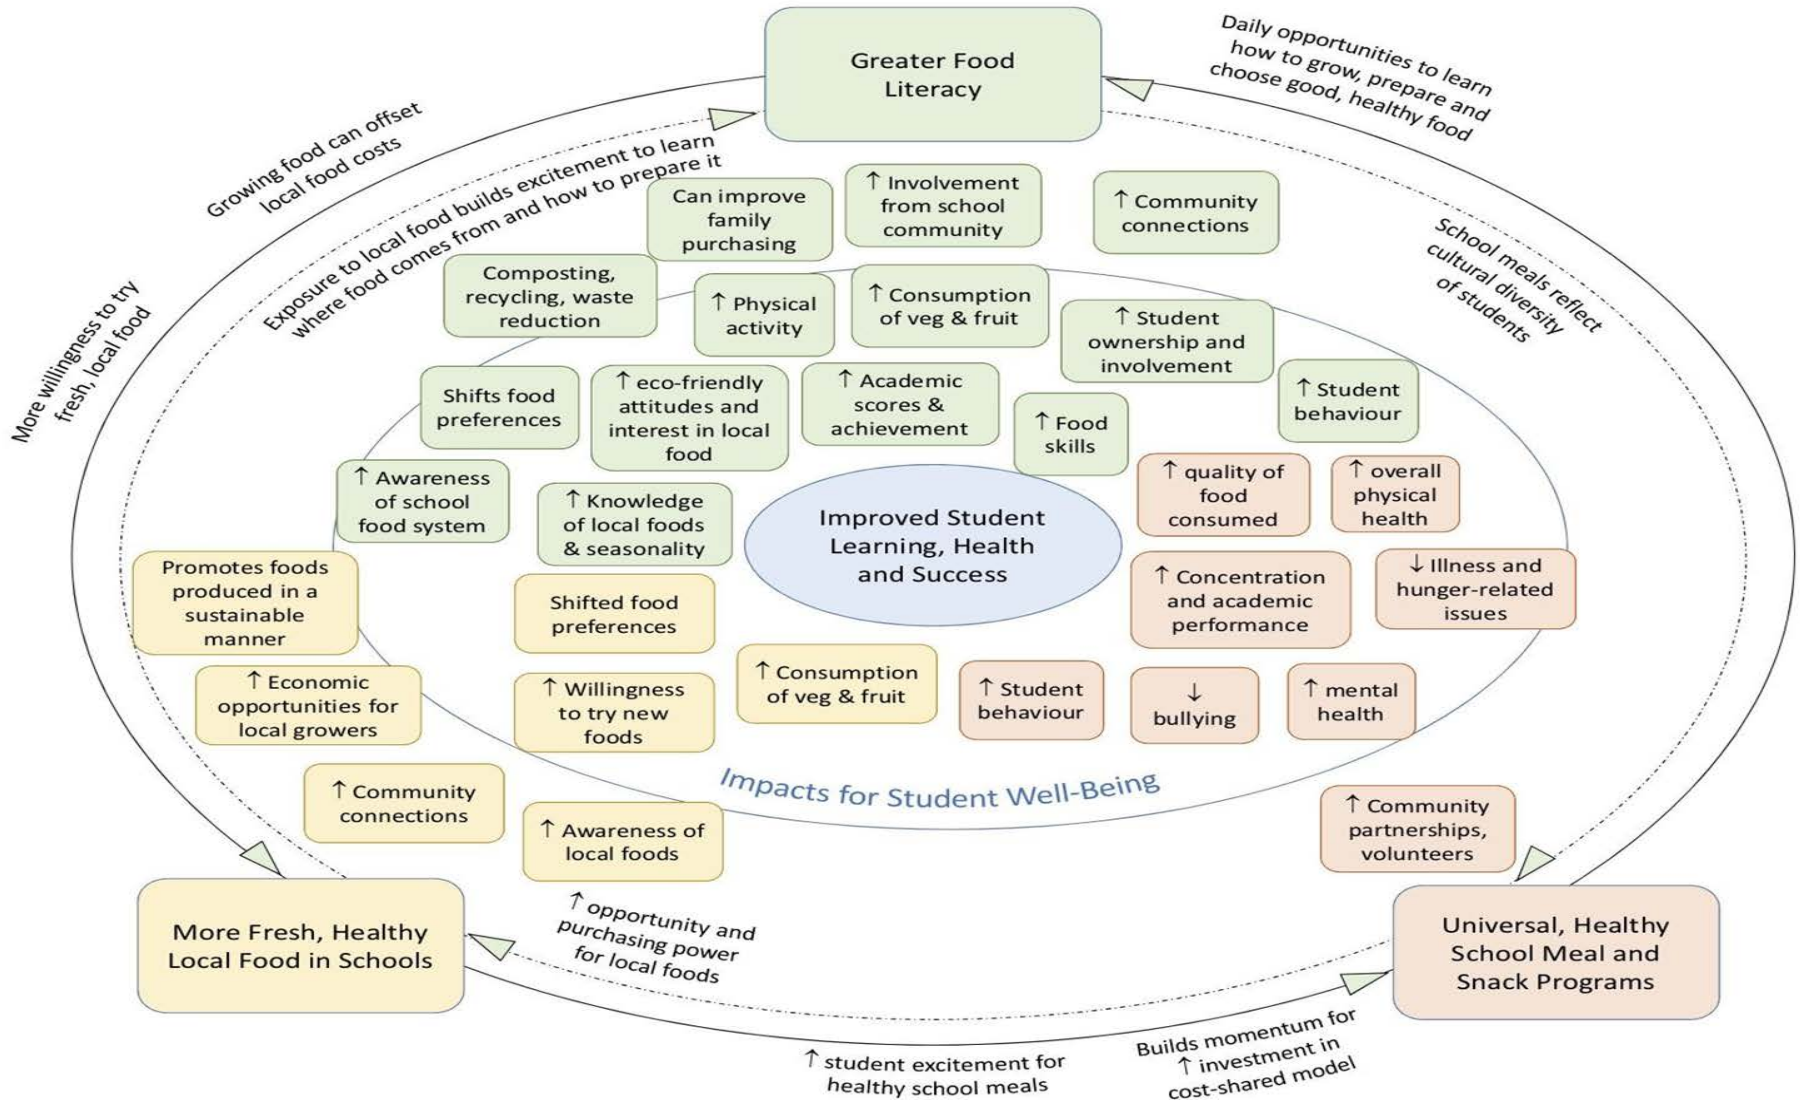 Greater Food
Literacy
Daily opportunities to learn
how to grow, prepare and
choose good, healthy food
Growing food can offset
local food costs
Exposure to local food builds excitement to learn
where food comes from and how to prepare it
More willingness to try
fresh, local food
School meals reflect
cultural diversity
of students
Can improve
family
purchasing
↑ Involvement
from school
community
↑ Community
connections
Composting,
recycling, waste
reduction
↑ Physical
activity
↑ Consumption
of veg & fruit
↑ Student
ownership and
involvement
Shifts food
preferences
↑ eco-friendly
attitudes and
interest in local
food
↑ Academic
scores &
achievement
↑ Food
skills
↑ Student
behaviour
↑ Awareness
of school
food system
↑ Knowledge
of local foods
& seasonality
Improved Student
Learning, Health
and Success
↑ quality of
food
consumed
↑ overall
physical
health
Promotes foods
produced in a
sustainable
manner
Shifted food
preferences
↑ Concentration
and academic
performance
↓ Illness and
hunger-related
issues
↑ Economic
opportunities for
local growers
↑ Willingness
to try new
foods
↑ Consumption
of veg & fruit
↑ Student
behaviour
↓
bullying
↑ mental
health
Impacts for Student Well-Being
↑ Community
connections
↑ Awareness of
local foods
↑ Community
partnerships,
volunteers
More Fresh, Healthy
Local Food in Schools
↑ opportunity and
purchasing power
for local foods
Universal, Healthy
School Meal and
Snack Programs
↑ student excitement for
healthy school meals
Builds momentum for
↑ investment in
cost-shared model